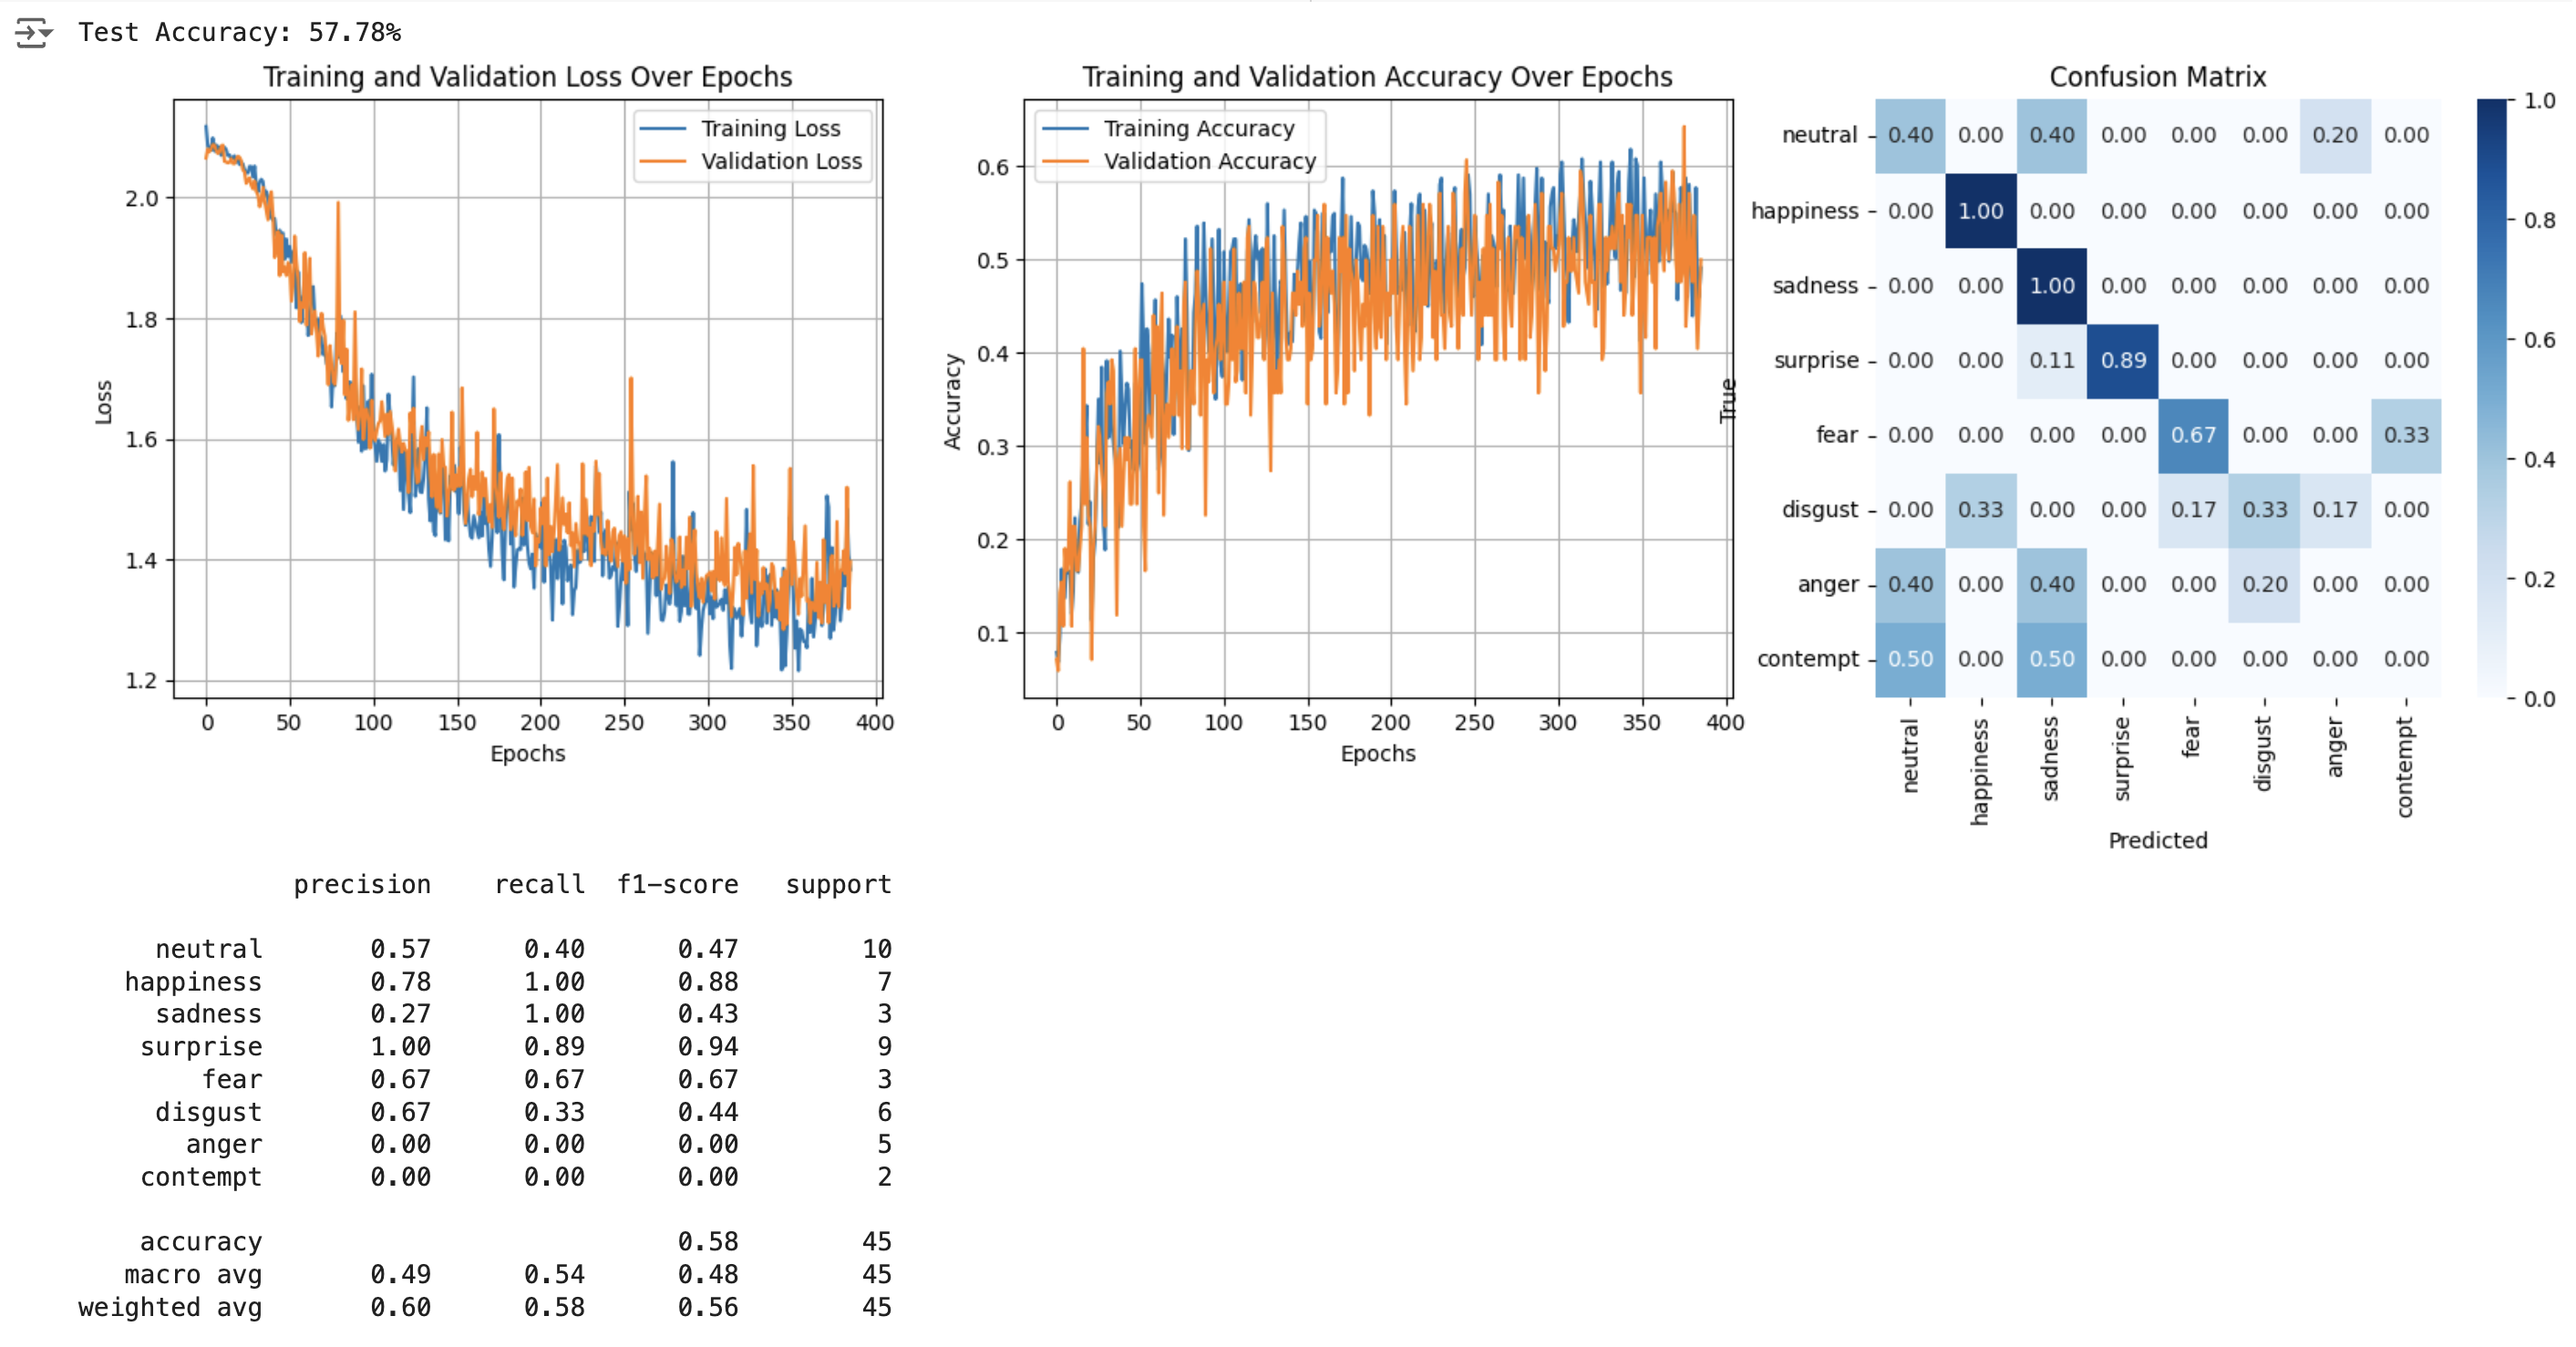 Test Accuracy: 57.78%
Training and Validation Loss Over Epochs
Training Loss
Validation Loss
2.0
1.8
1.6
1.4
1.2
Loss
0 50 100 150 200 250 300 350 400
Epochs
Training and Validation Accuracy Over Epochs
Training Accuracy
Validation Accuracy
0.6
0.5
0.4
0.3
0.2
0.1
Accuracy
0 50 100 150 200 250 300 350 400
Epochs
Confusion Matrix
True
neutral 0.40 0.00 0.40 0.00 0.00 0.00 0.20 0.00
happiness 0.00 1.00 0.00 0.00 0.00 0.00 0.00 0.00
sadness 0.00 0.00 1.00 0.00 0.00 0.00 0.00 0.00
surprise 0.00 0.00 0.11 0.89 0.00 0.00 0.00 0.00
fear 0.00 0.00 0.00 0.00 0.67 0.00 0.00 0.33
disgust 0.00 0.33 0.00 0.00 0.17 0.33 0.17 0.00
anger 0.40 0.00 0.40 0.00 0.00 0.20 0.00 0.00
contempt 0.50 0.00 0.50 0.00 0.00 0.00 0.00 0.00
neutral happiness sadness surprise fear disgust anger contempt
Predicted
1.0
0.8
0.6
0.4
0.2
0.0
precision recall f1-score support
neutral 0.57 0.40 0.47 10
happiness 0.78 1.00 0.88 7
sadness 0.27 1.00 0.43 3
surprise 1.00 0.89 0.94 9
fear 0.67 0.67 0.67 3
disgust 0.67 0.33 0.44 6
anger 0.00 0.00 0.00 5
contempt 0.00 0.00 0.00 2
accuracy 0.58 45
macro avg 0.49 0.54 0.48 45
weighted avg 0.60 0.58 0.56 45